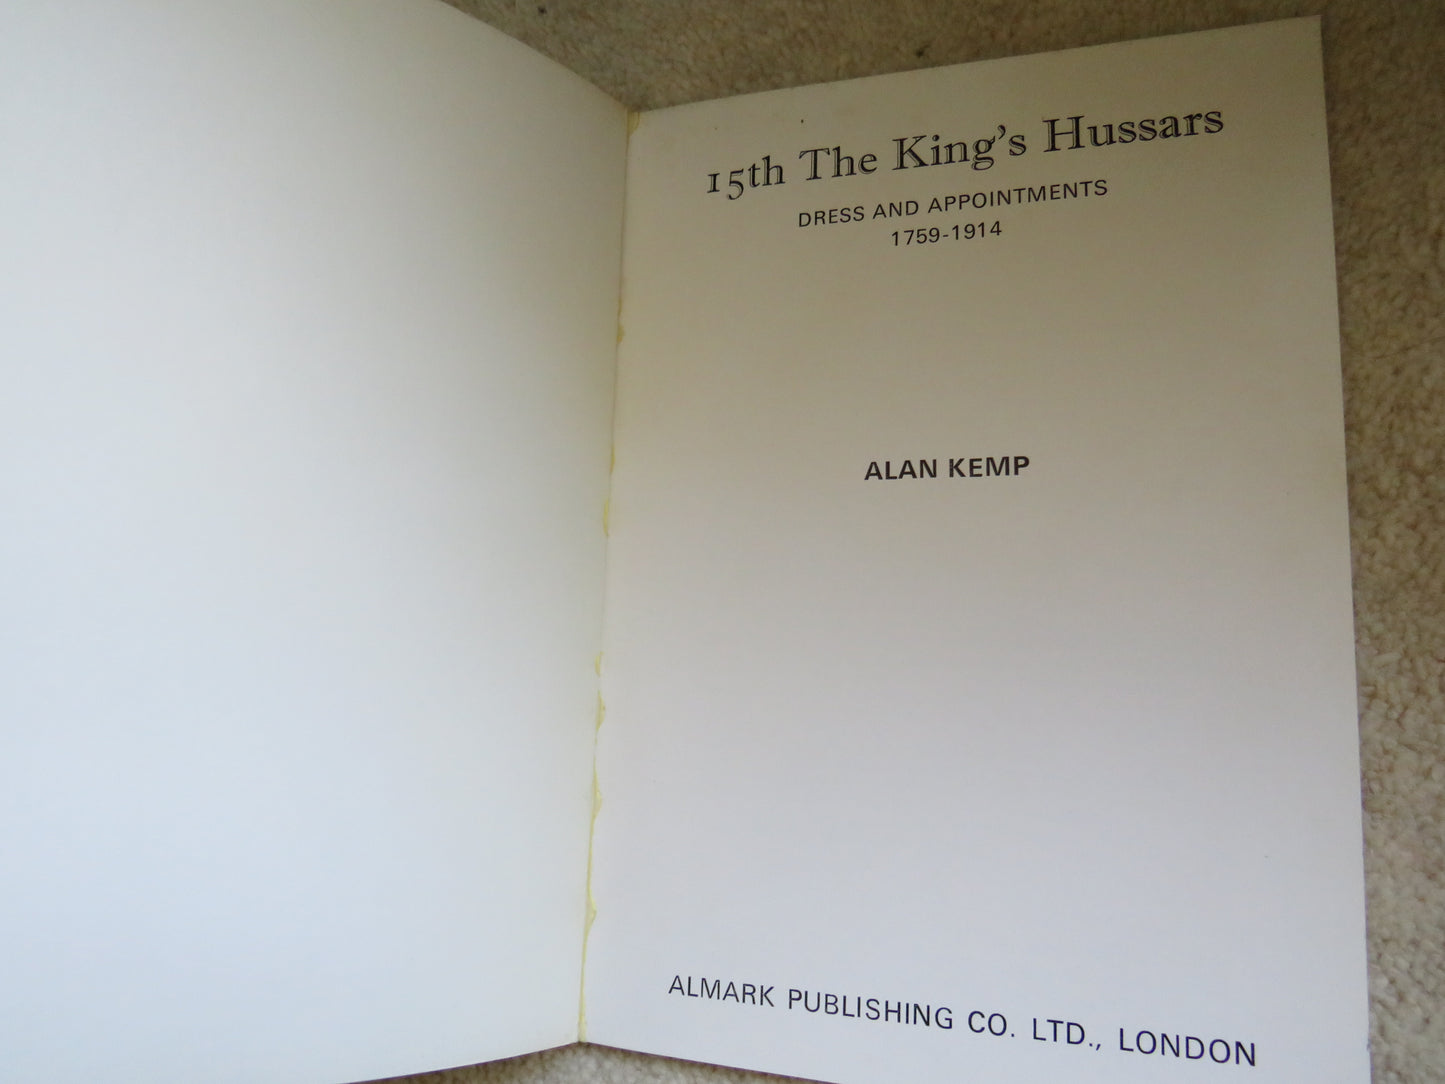 15th The King's Hussars
DRESS AND APPOINTMENTS
1759-1914
ALAN KEMP
ALMARK PUBLISHING CO. LTD., LONDON